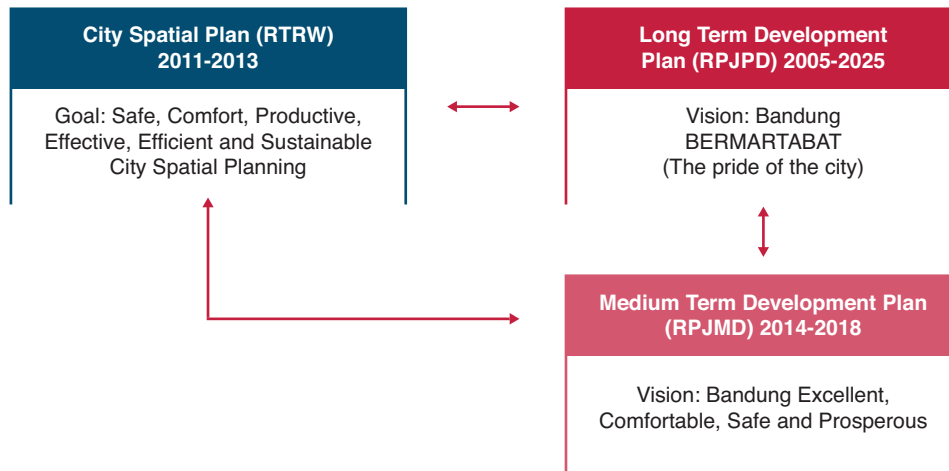 City Spatial Plan (RTRW)
2011-2013
Goal: Safe, Comfort, Productive,
Effective, Efficient and Sustainable
City Spatial Planning
Long Term Development
Plan (RPJPD) 2005-2025
Vision: Bandung
BERMARTABAT
(The pride of the city)
Medium Term Development Plan
(RPJMD) 2014-2018
Vision: Bandung Excellent,
Comfortable, Safe and Prosperous